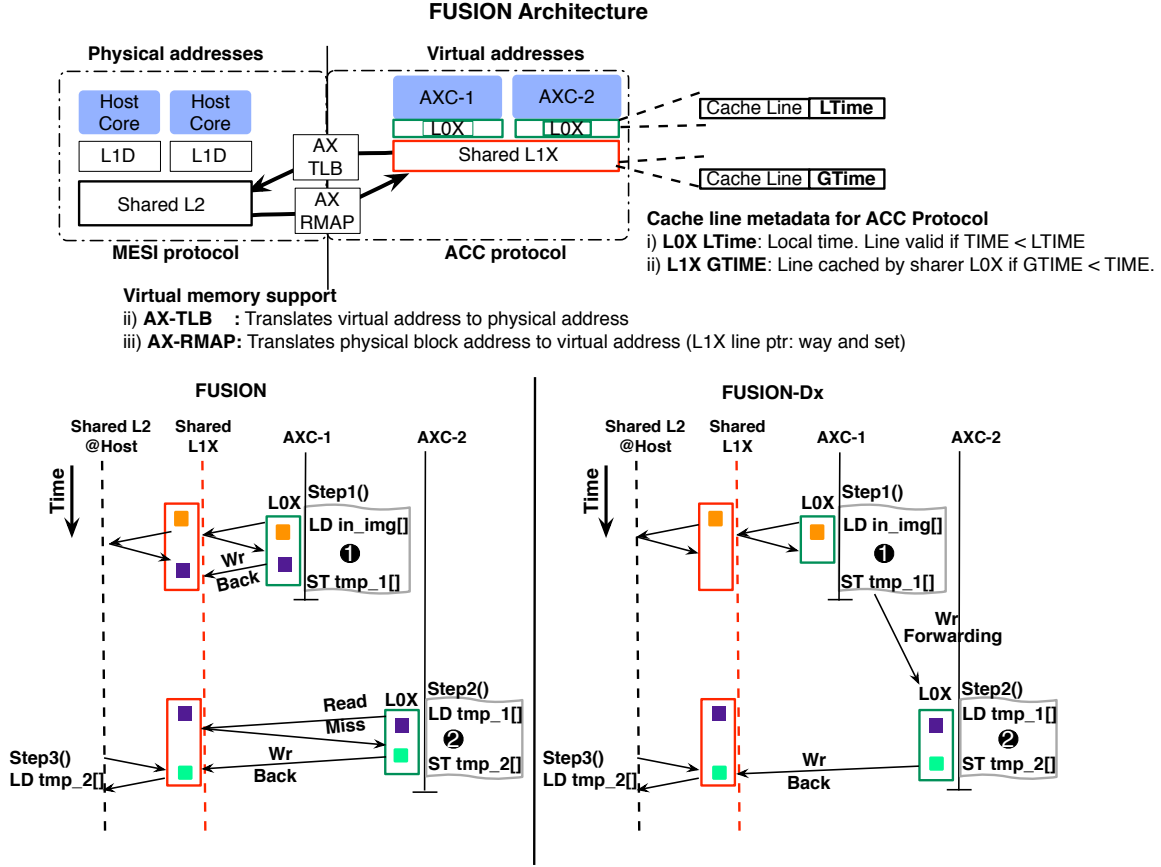 FUSION Architecture
Physical addresses
Virtual addresses
Host
Core
Host
Core
AXC-1
AXC-2
L0X
L0X
L1D
L1D
AX
TLB
Shared L1X
Shared L2
AX
RMAP
MESI protocol
ACC protocol
Cache Line LTime
Cache Line GTime
Cache line metadata for ACC Protocol
i) L0X LTime: Local time. Line valid if TIME < LTIME
ii) L1X GTIME: Line cached by sharer L0X if GTIME < TIME.
Virtual memory support
ii) AX-TLB : Translates virtual address to physical address
iii) AX-RMAP: Translates physical block address to virtual address (L1X line ptr: way and set)
FUSION
Shared L2
@Host
Shared
L1X
AXC-1
AXC-2
Time
L0X
Step1()
LD in_img[]
1
ST tmp_1[]
Wr
Back
L0X
Step2()
LD tmp_1[]
2
ST tmp_2[]
Read
Miss
Wr
Back
Step3()
LD tmp_2[]
FUSION-Dx
Shared L2
@Host
Shared
L1X
AXC-1
AXC-2
Time
L0X
Step1()
LD in_img[]
1
ST tmp_1[]
Wr
Forwarding
L0X
Step2()
LD tmp_1[]
2
ST tmp_2[]
Wr
Back
Step3()
LD tmp_2[]